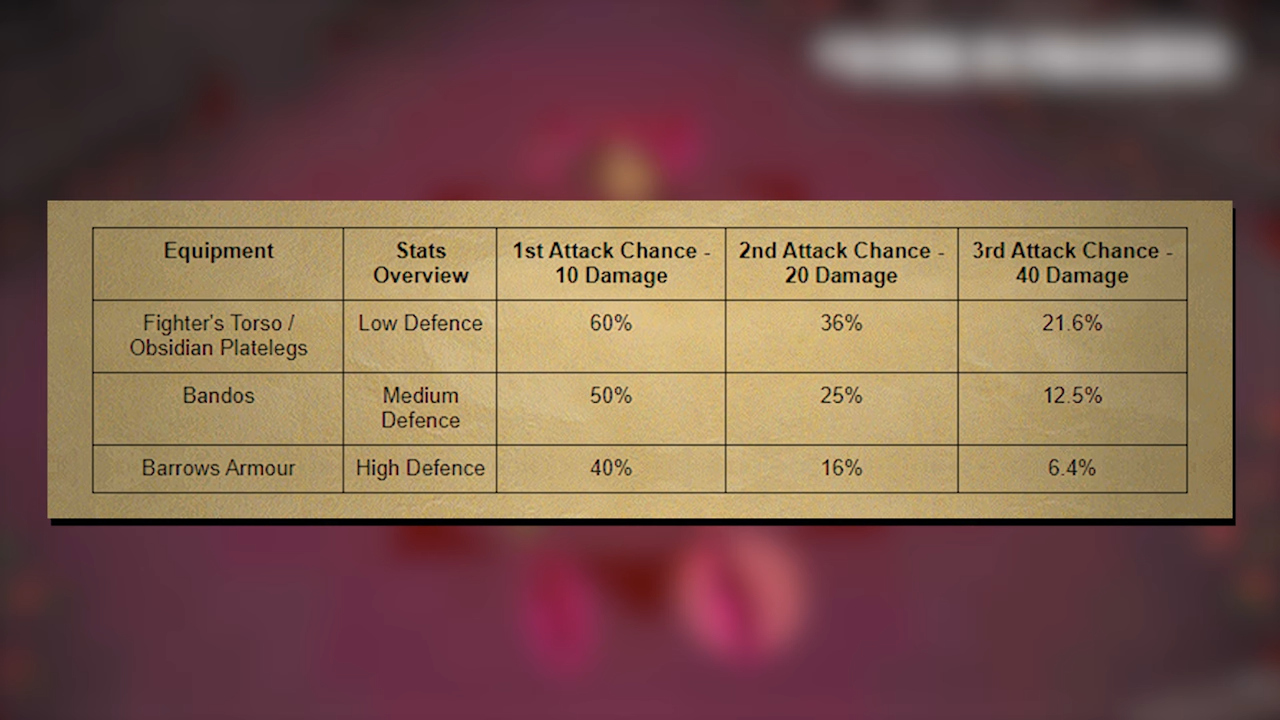 Equipment
Stats
Overview
1st Attack Chance -
10 Damage
2nd Attack Chance -
20 Damage
3rd Attack Chance -
40 Damage
Fighter's Torso /
Obsidian Platelegs
Low Defence
60%
36%
21.6%
Bandos
Medium
Defence
50%
25%
12.5%
Barrows Armour
High Defence
40%
16%
6.4%